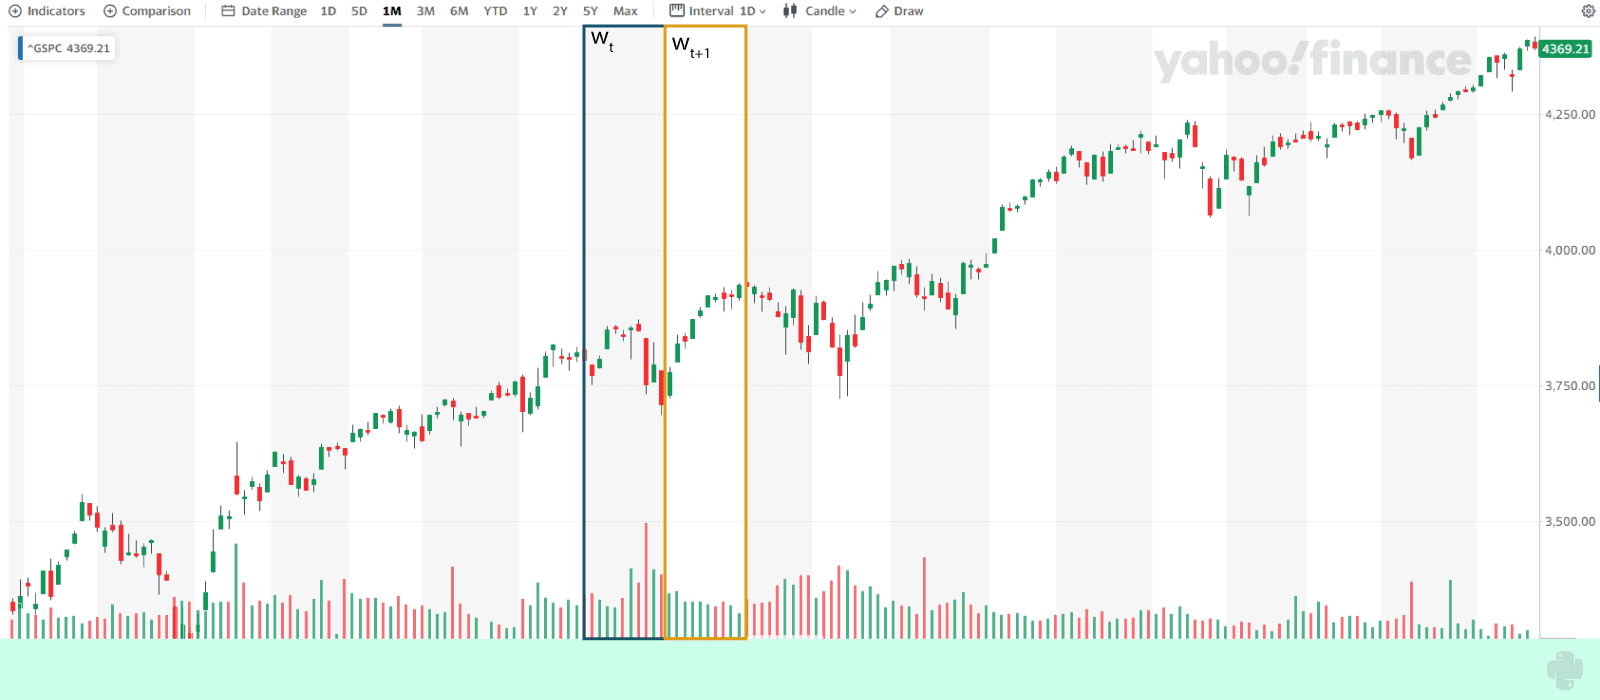 Indicators Comparison Date Range 1D 5D 1M 3M 6M YTD 1Y 2Y 5Y Max Interval 1D Candle Draw
^GSPC 4369.21
Wt
Wt+1
yahoo!finance
4369.21
4,250.00
4,000.00
3,750.00
3,500.00